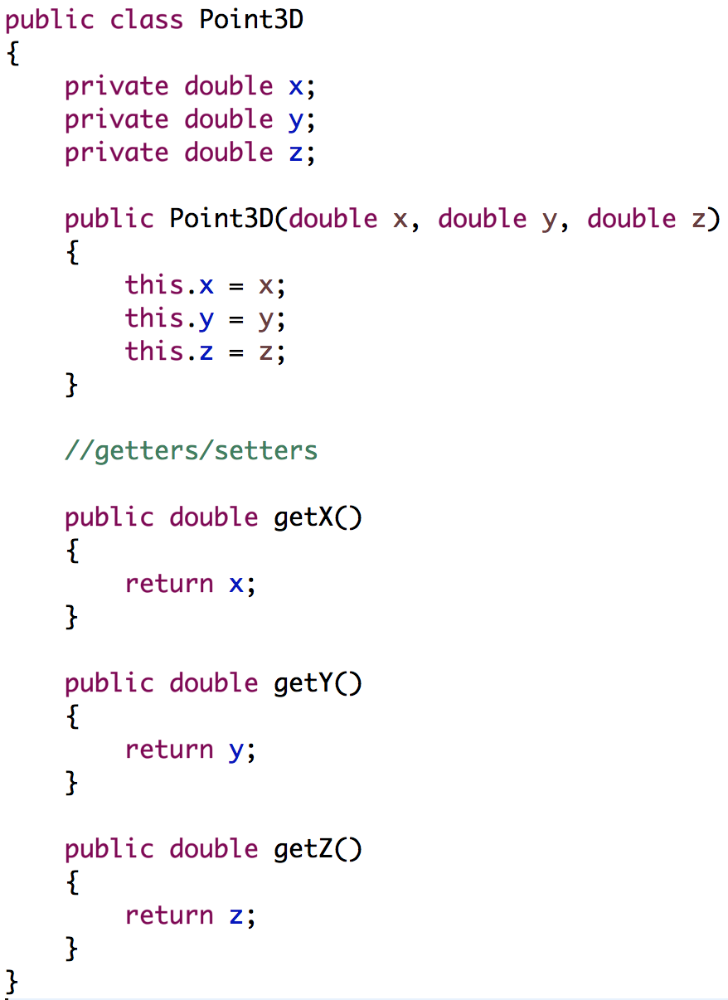 public class Point3D
{
    private double x;
    private double y;
    private double z;

    public Point3D(double x, double y, double z)
    {
        this.x = x;
        this.y = y;
        this.z = z;
    }

    //getters/setters

    public double getX()
    {
        return x;
    }

    public double getY()
    {
        return y;
    }

    public double getZ()
    {
        return z;
    }
}